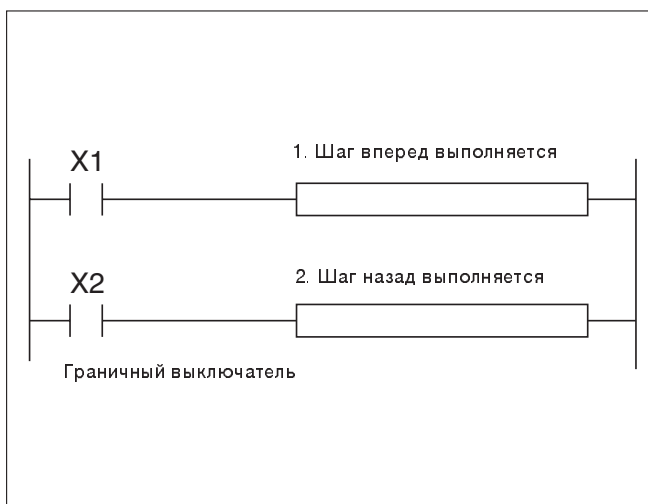 1. Шаг вперед выполняется
X1
2. Шаг назад выполняется
X2
Граничный выключатель